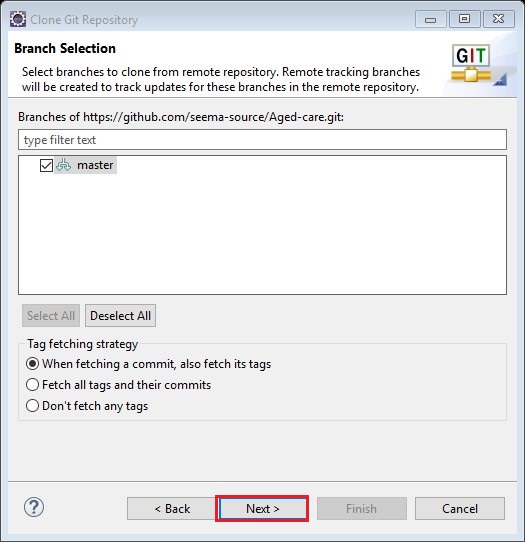 Clone Git Repository
Branch Selection
Select branches to clone from remote repository. Remote tracking branches
will be created to track updates for these branches in the remote repository.
GIT
Branches of https://github.com/seema-source/Aged-care.git:
type filter text
master
Select All
Deselect All
Tag fetching strategy
When fetching a commit, also fetch its tags
Fetch all tags and their commits
Don't fetch any tags
?
< Back
Next >
Finish
Cancel